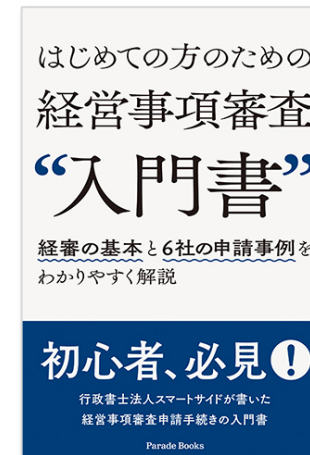 はじめての方のための
経営事項審査
“入門書”
経審の基本と6社の申請事例を
わかりやすく解説
初心者、必見!
行政書士法人スマートサイドが書いた
経営事項審査申請手続きの入門書
Parade Books